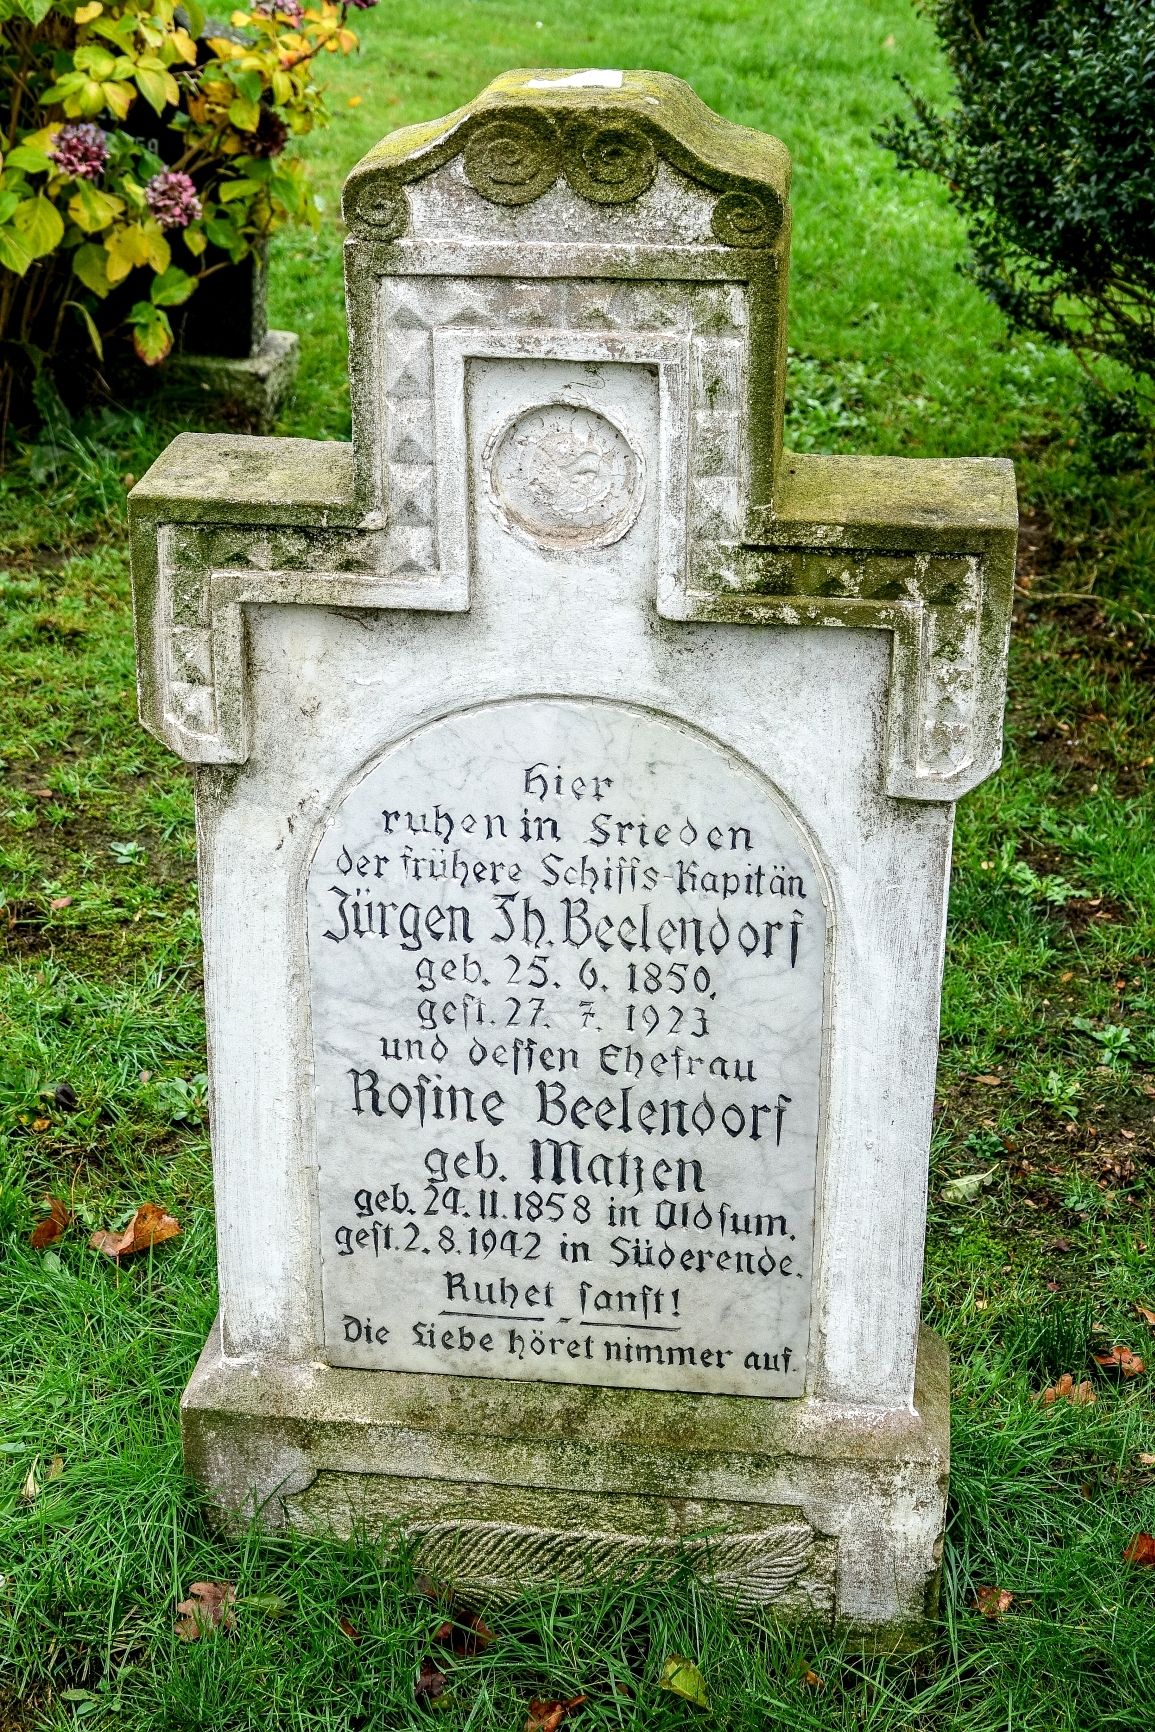 Hier
ruhen in Frieden
der frühere Schiffs-Kapitän
Jürgen Th. Beelendorf
geb. 25. 6. 1850.
gest. 27. 7. 1923
und dessen Ehefrau
Rosine Beelendorf
geb. Matzen
geb. 24. 11. 1858 in Oldsum.
gest. 2. 8. 1942 in Süderende.
Ruhet sanft!
Die Liebe höret nimmer auf.